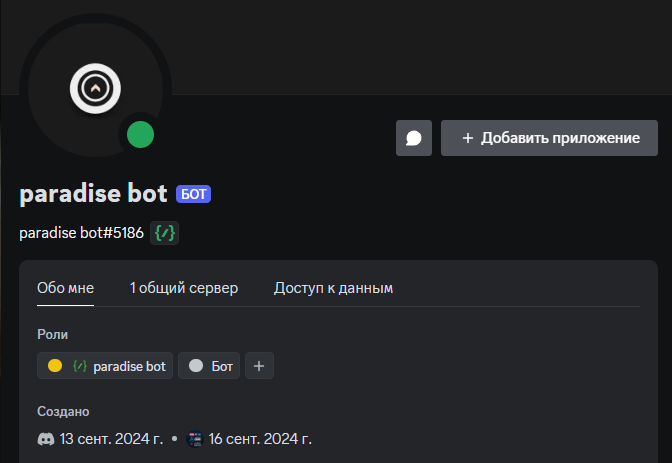 + Добавить приложение
paradise bot БОТ
paradise bot#5186 {/}
Обо мне 1 общий сервер Доступ к данным
Роли
{/} paradise bot Бот +
Создано
13 сент. 2024 г. • 16 сент. 2024 г.